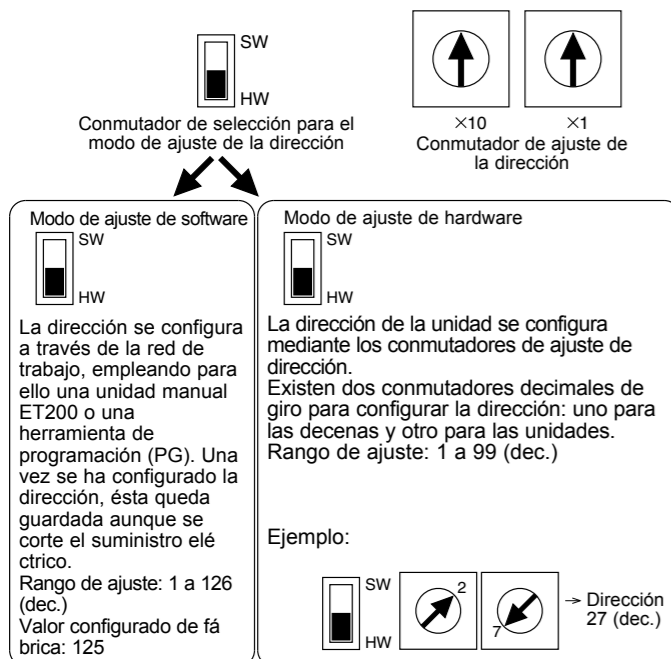 SW
HW
Conmutador de selección para el
modo de ajuste de la dirección
×10
×1
Conmutador de ajuste de
la dirección
Modo de ajuste de software
SW
HW
La dirección se configura
a través de la red de
trabajo, empleando para
ello una unidad manual
ET200 o una
herramienta de
programación (PG). Una
vez se ha configurado la
dirección, ésta queda
guardada aunque se
corte el suministro elé
ctrico.
Rango de ajuste: 1 a 126
(dec.)
Valor configurado de fá
brica: 125
Modo de ajuste de hardware
SW
HW
La dirección de la unidad se configura
mediante los conmutadores de ajuste de
dirección.
Existen dos conmutadores decimales de
giro para configurar la dirección: uno para
las decenas y otro para las unidades.
Rango de ajuste: 1 a 99 (dec.)
Ejemplo:
SW
HW
2
7
→ Dirección
27 (dec.)